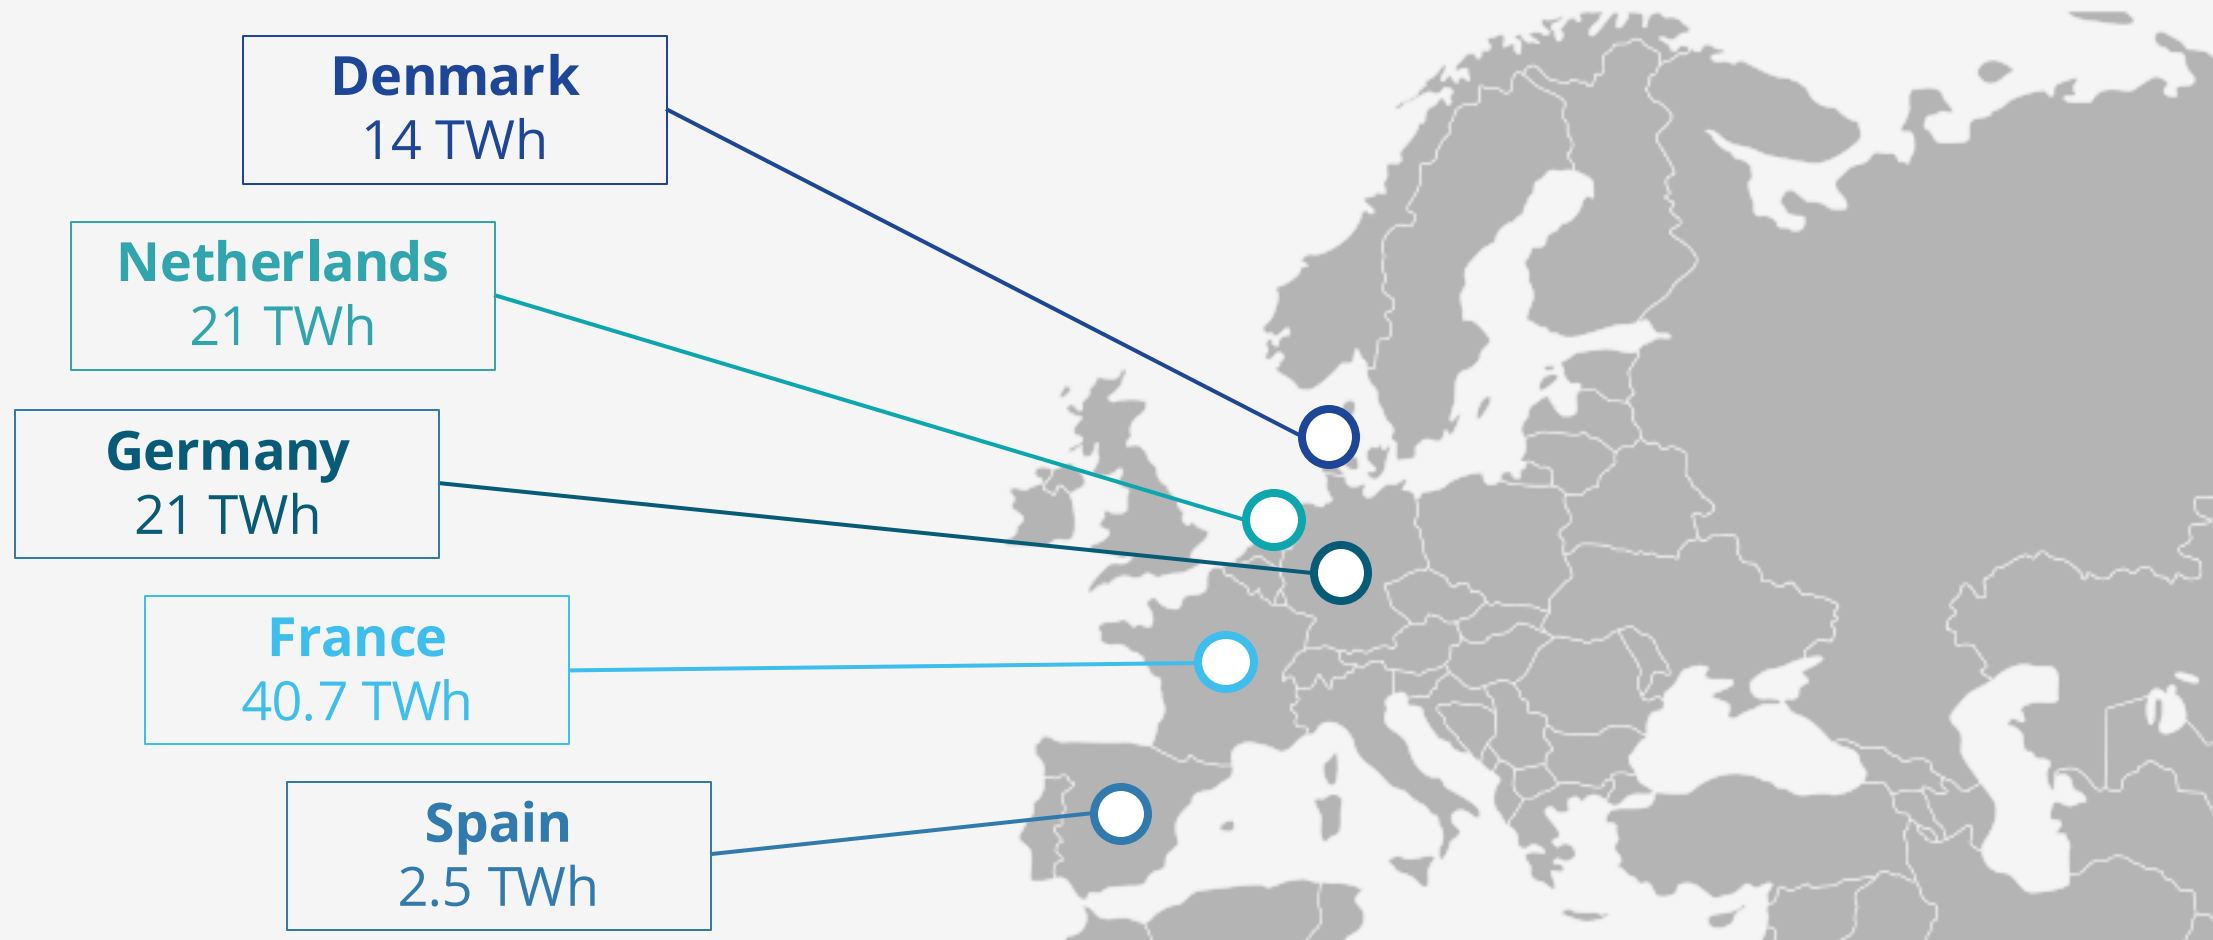 Denmark
14 TWh
Netherlands
21 TWh
Germany
21 TWh
France
40.7 TWh
Spain
2.5 TWh